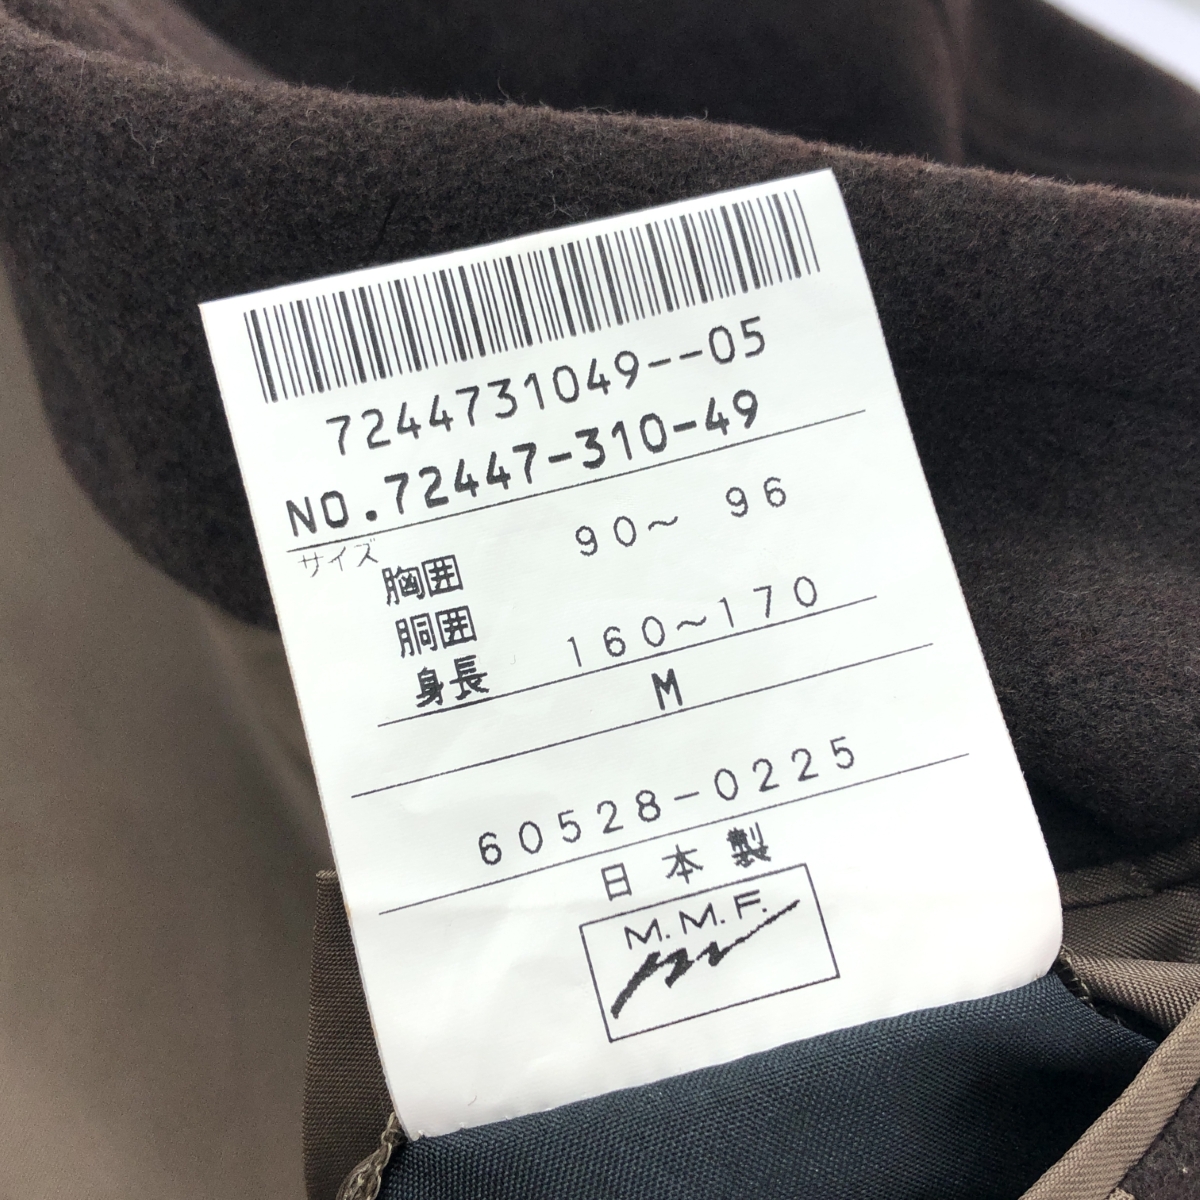 7244731049--05
NO.72447-310-49
サイズ
胸囲 90～ 96
胴囲
身長 160～170
M
60528-0225
日本製
M.M.F.